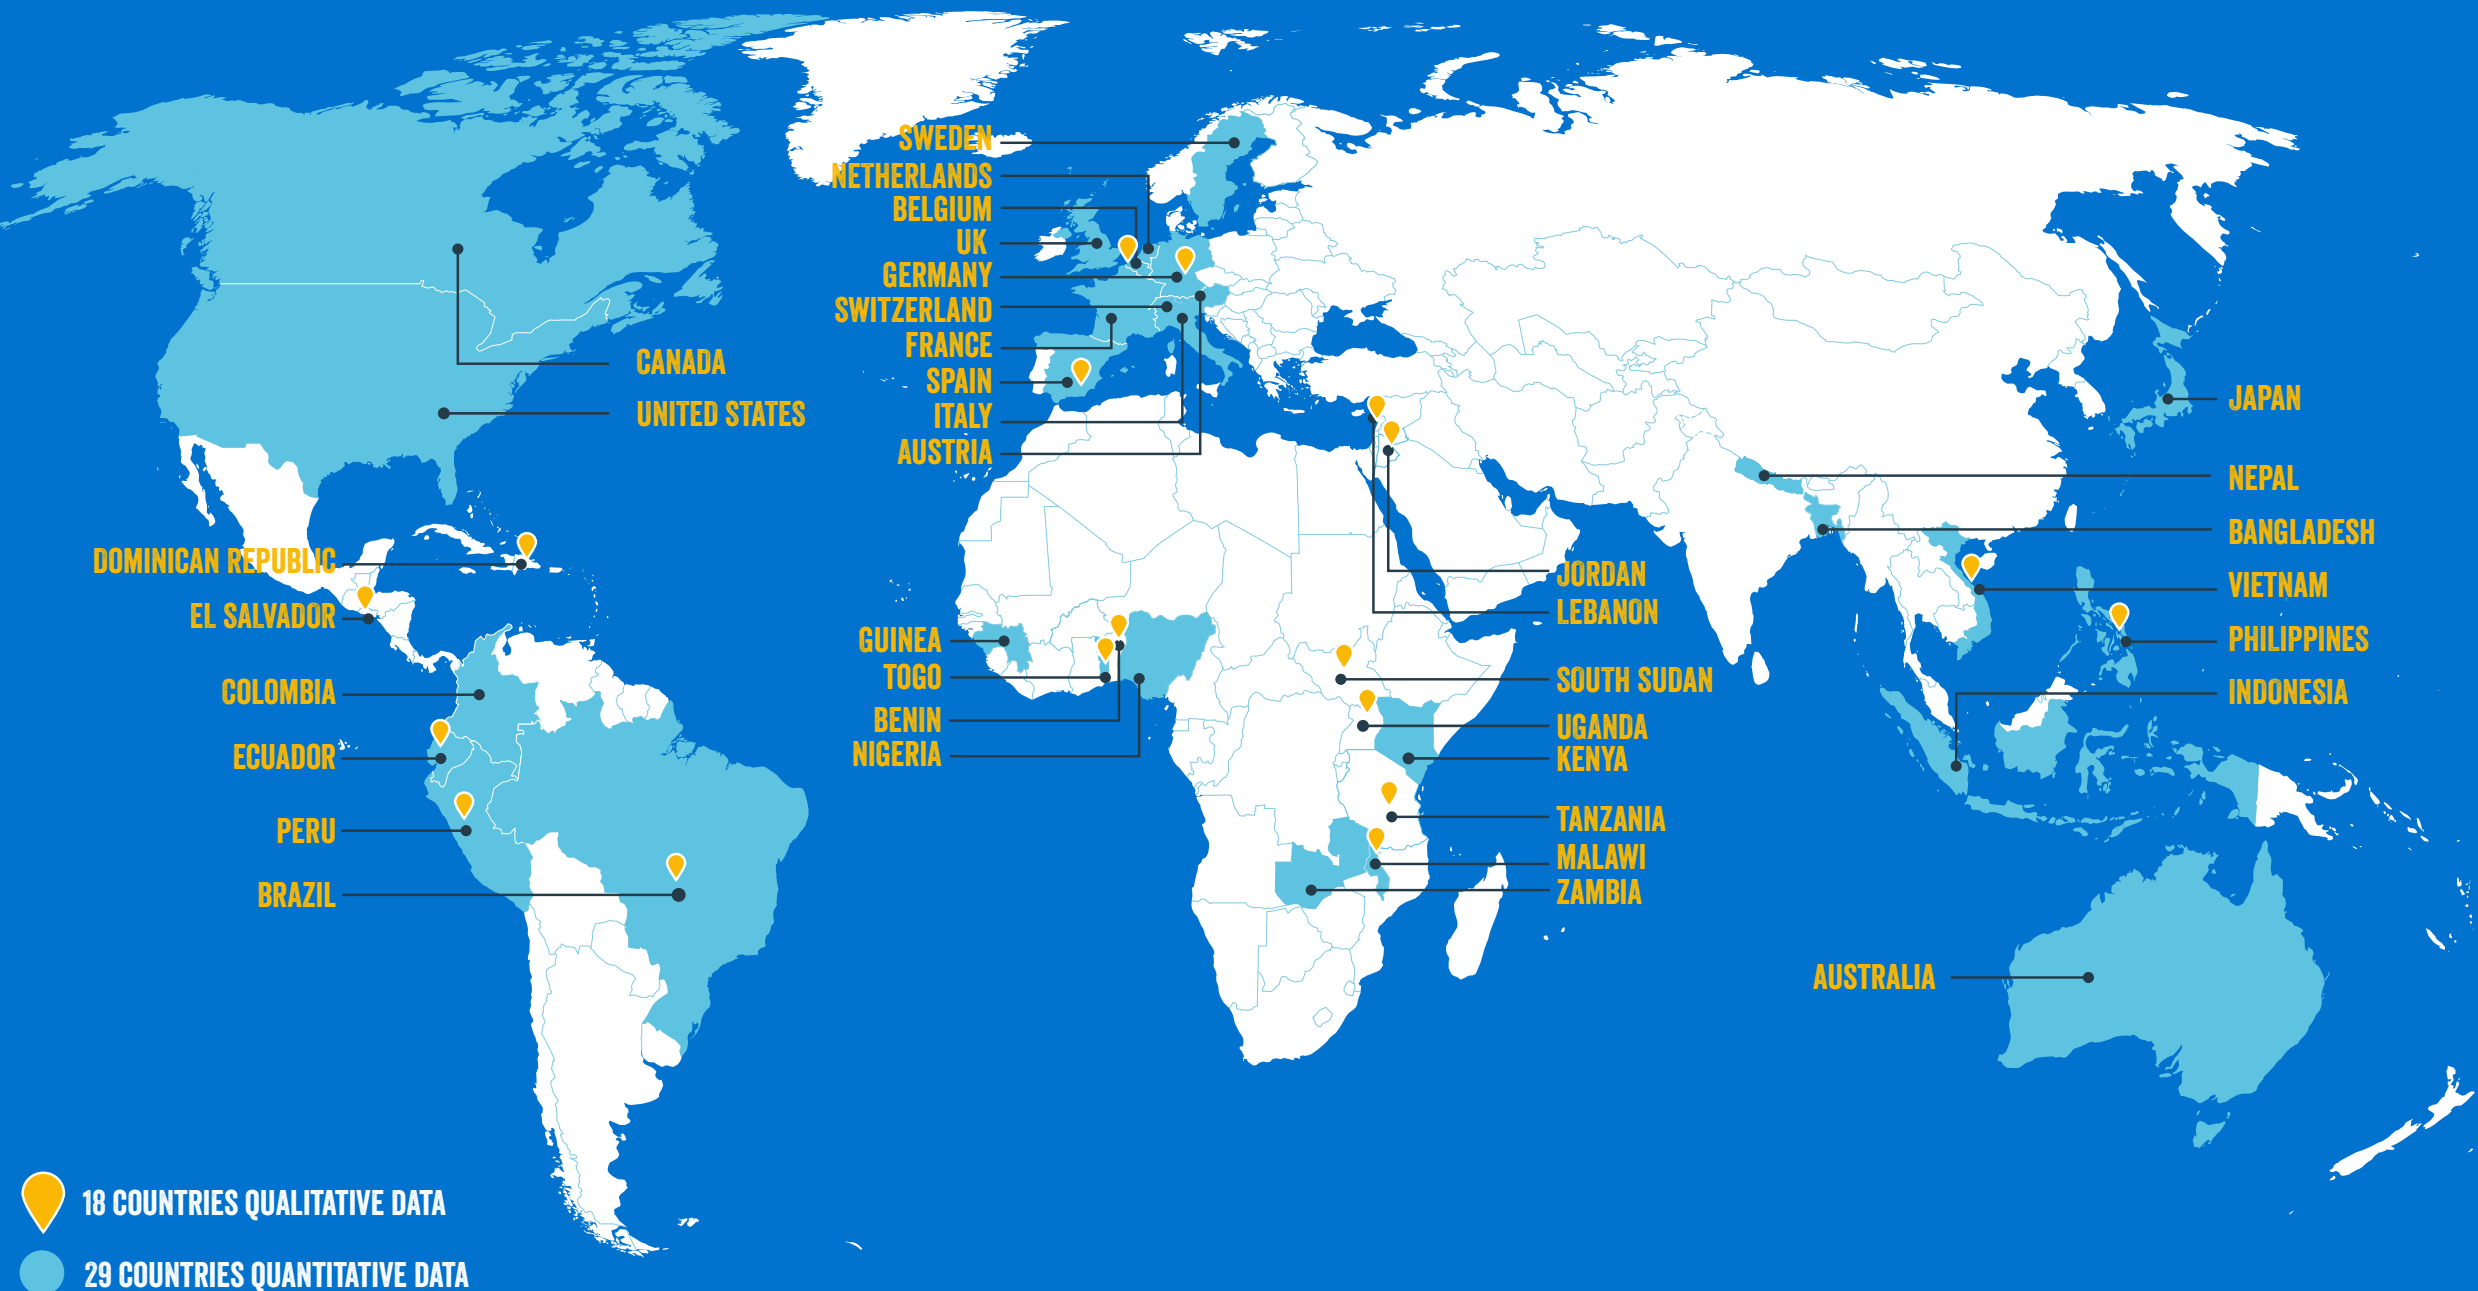 CANADA
UNITED STATES
DOMINICAN REPUBLIC
EL SALVADOR
COLOMBIA
ECUADOR
PERU
BRAZIL
SWEDEN
NETHERLANDS
BELGIUM
UK
GERMANY
SWITZERLAND
FRANCE
SPAIN
ITALY
AUSTRIA
GUINEA
TOGO
BENIN
NIGERIA
JORDAN
LEBANON
SOUTH SUDAN
UGANDA
KENYA
TANZANIA
MALAWI
ZAMBIA
JAPAN
NEPAL
BANGLADESH
VIETNAM
PHILIPPINES
INDONESIA
AUSTRALIA
18 COUNTRIES QUALITATIVE DATA
29 COUNTRIES QUANTITATIVE DATA